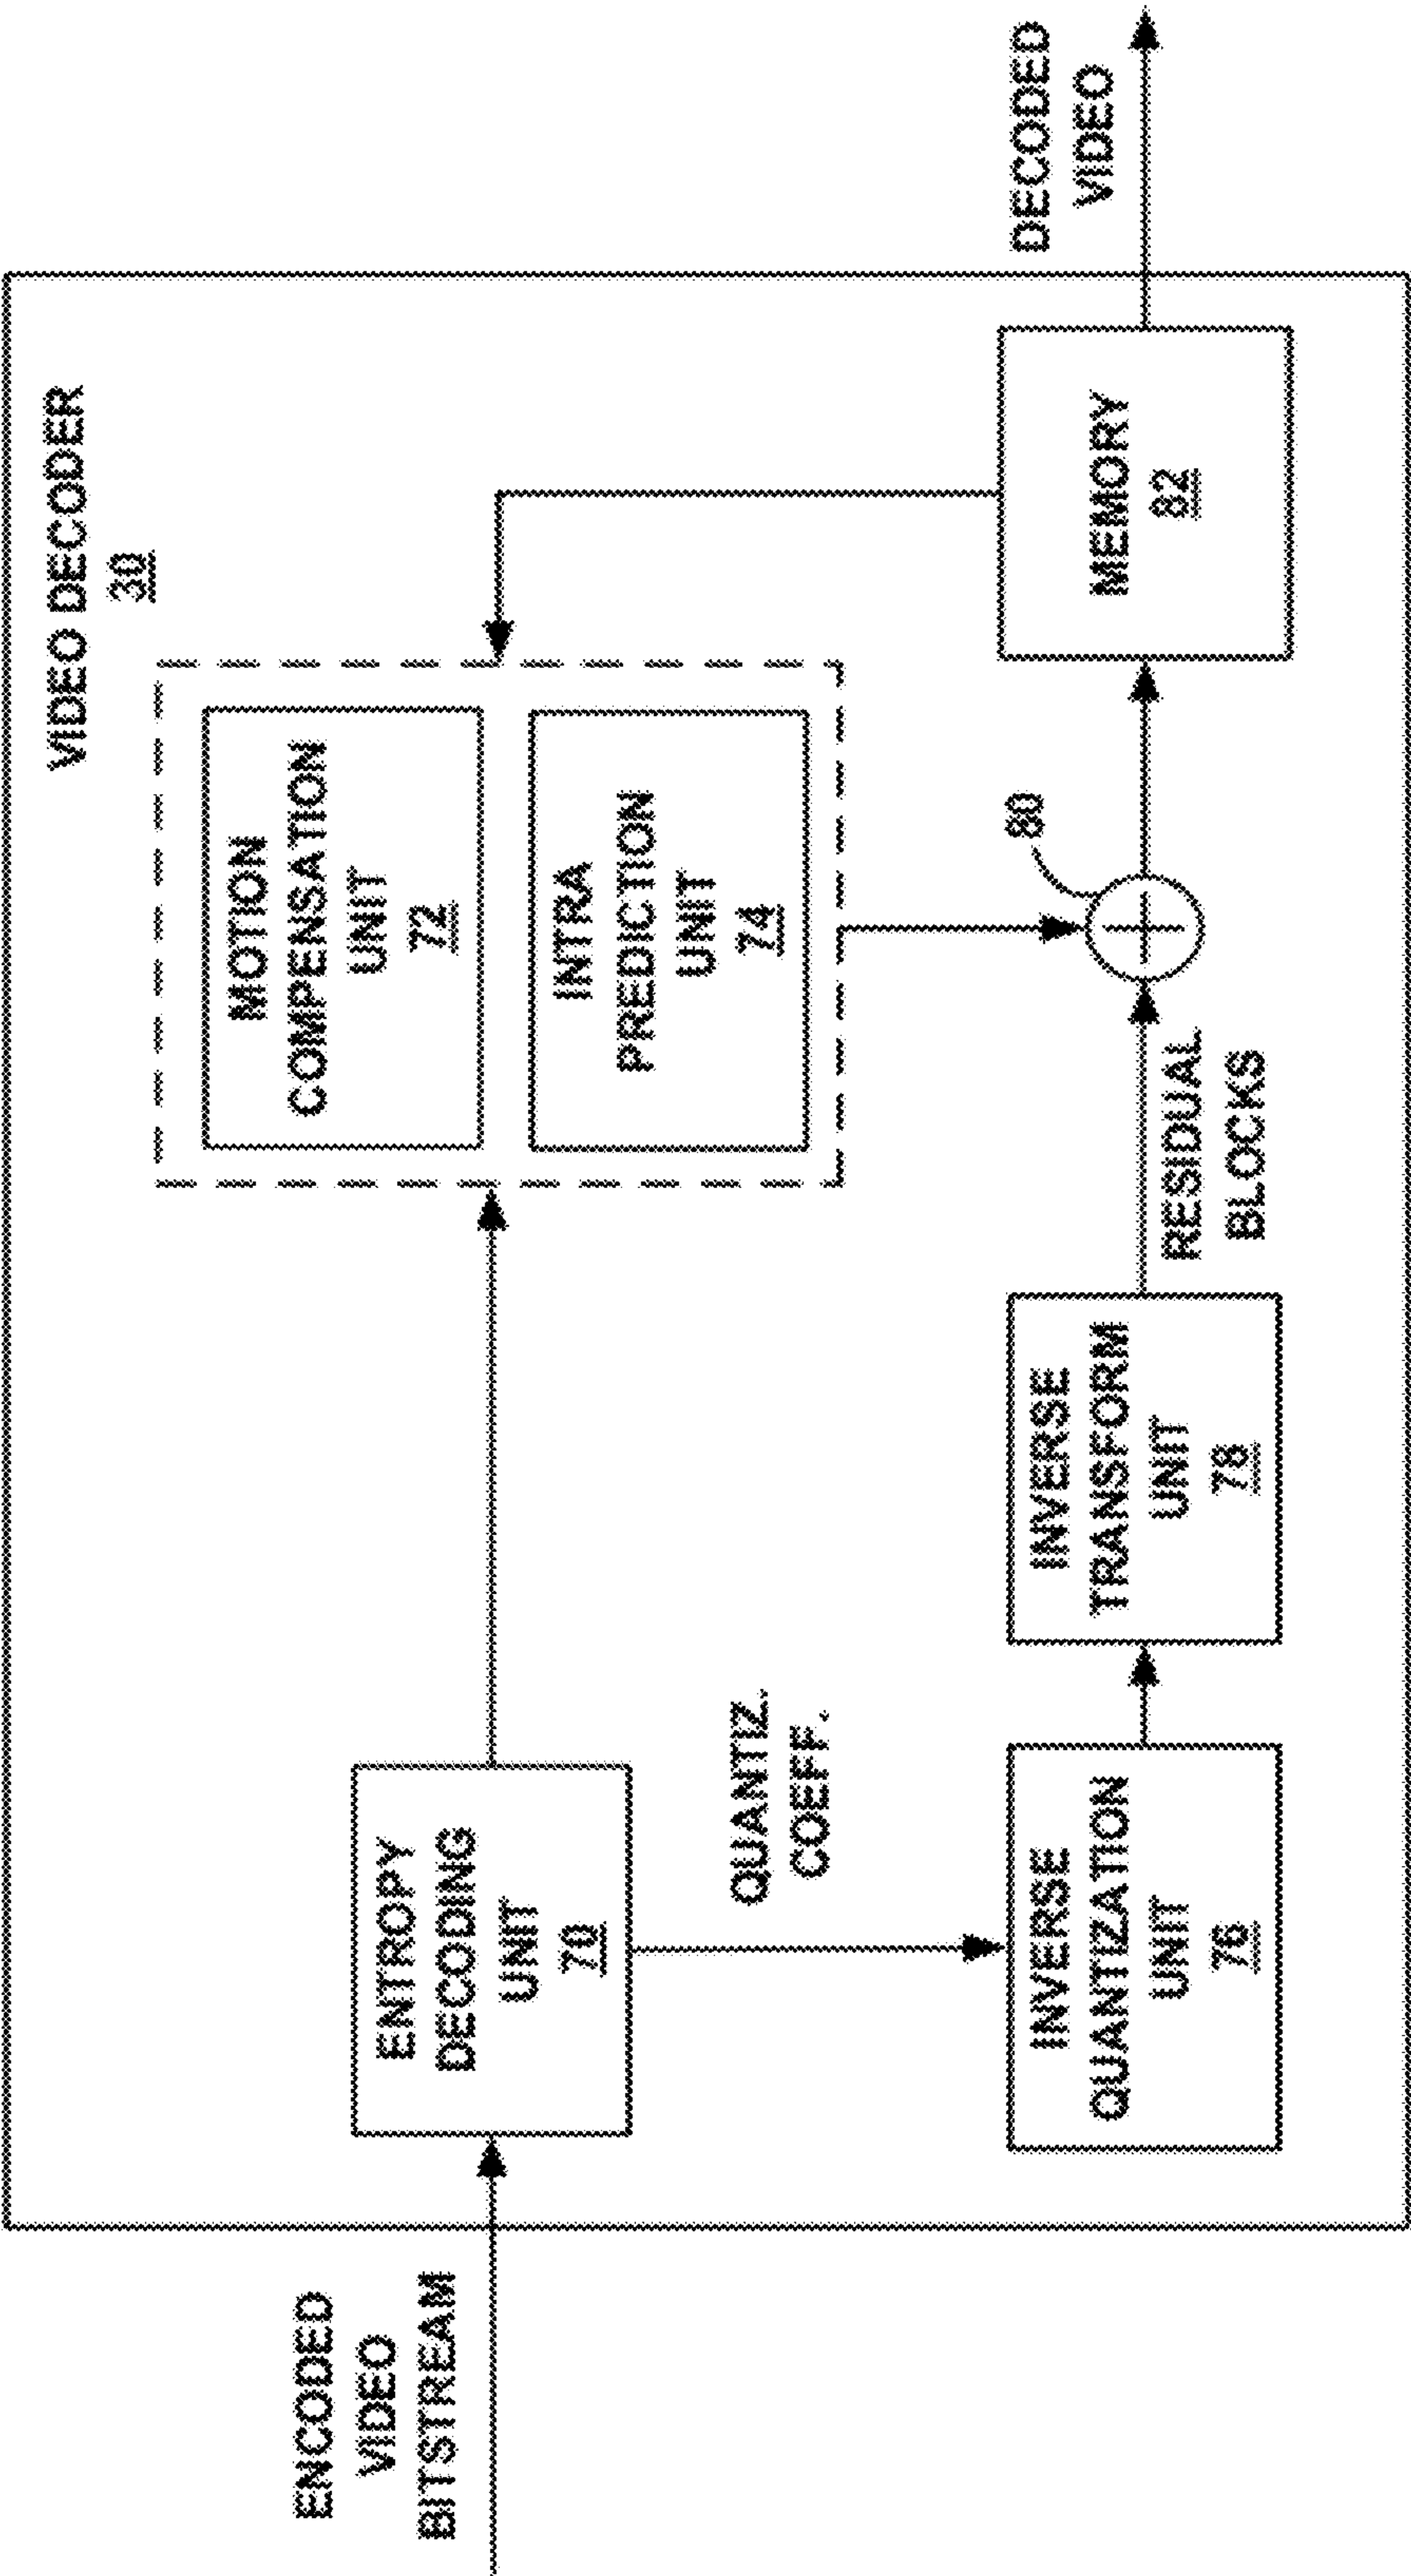 VIDEO DECODER
30
ENCODED
VIDEO
BITSTREAM
ENTROPY
DECODING
UNIT
70
MOTION
COMPENSATION
UNIT
72
INTRA
PREDICTION
UNIT
74
QUANTIZ.
COEFF.
INVERSE
QUANTIZATION
UNIT
76
INVERSE
TRANSFORM
UNIT
78
RESIDUAL
BLOCKS
80
MEMORY
82
DECODED
VIDEO